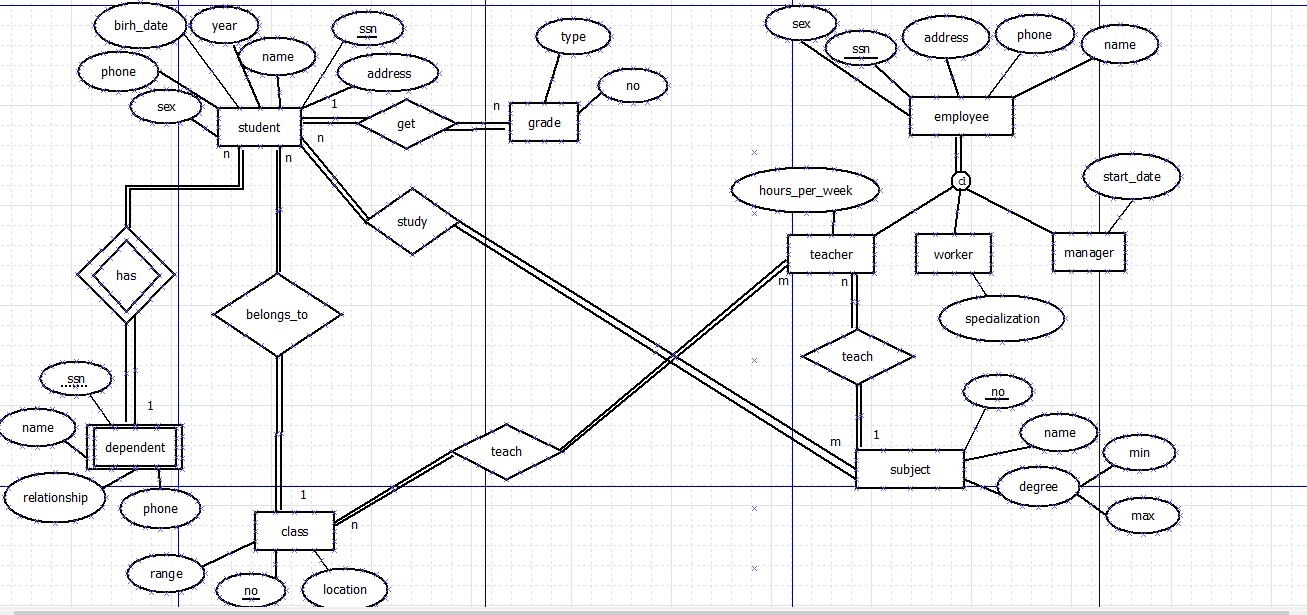 birh_date
year
ssn
name
phone
address
sex
student
1
get
n
grade
type
no
sex
ssn
address
phone
name
employee
d
n
n
n
study
has
belongs_to
hours_per_week
start_date
teacher
worker
manager
m
n
specialization
teach
ssn
1
name
dependent
relationship
phone
teach
m
1
no
name
subject
degree
min
max
1
class
n
range
no
location